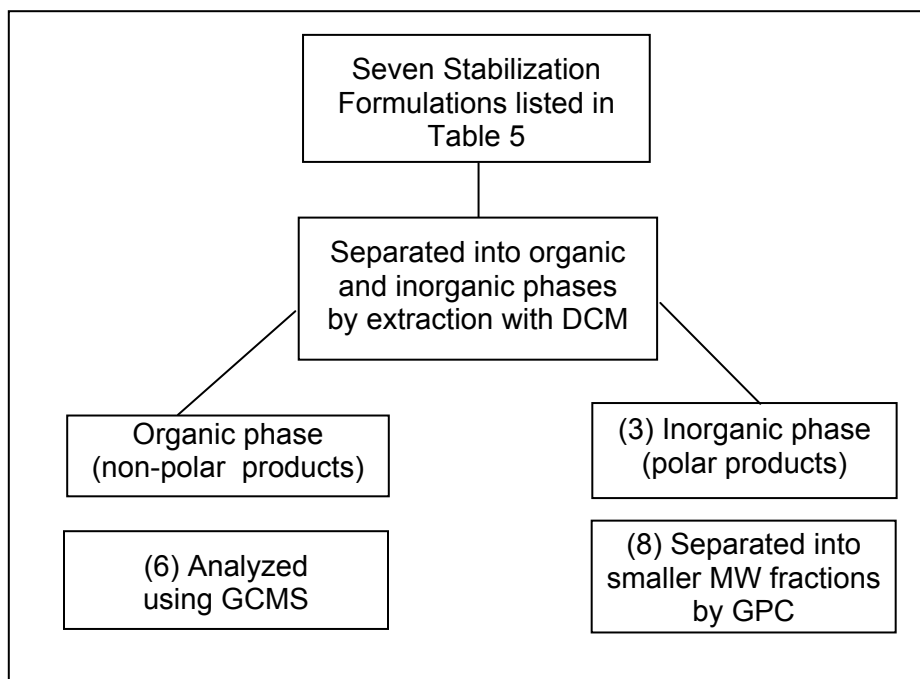 Seven Stabilization
Formulations listed in
Table 5
Separated into organic
and inorganic phases
by extraction with DCM
Organic phase
(non-polar products)
(3) Inorganic phase
(polar products)
(6) Analyzed
using GCMS
(8) Separated into
smaller MW fractions
by GPC